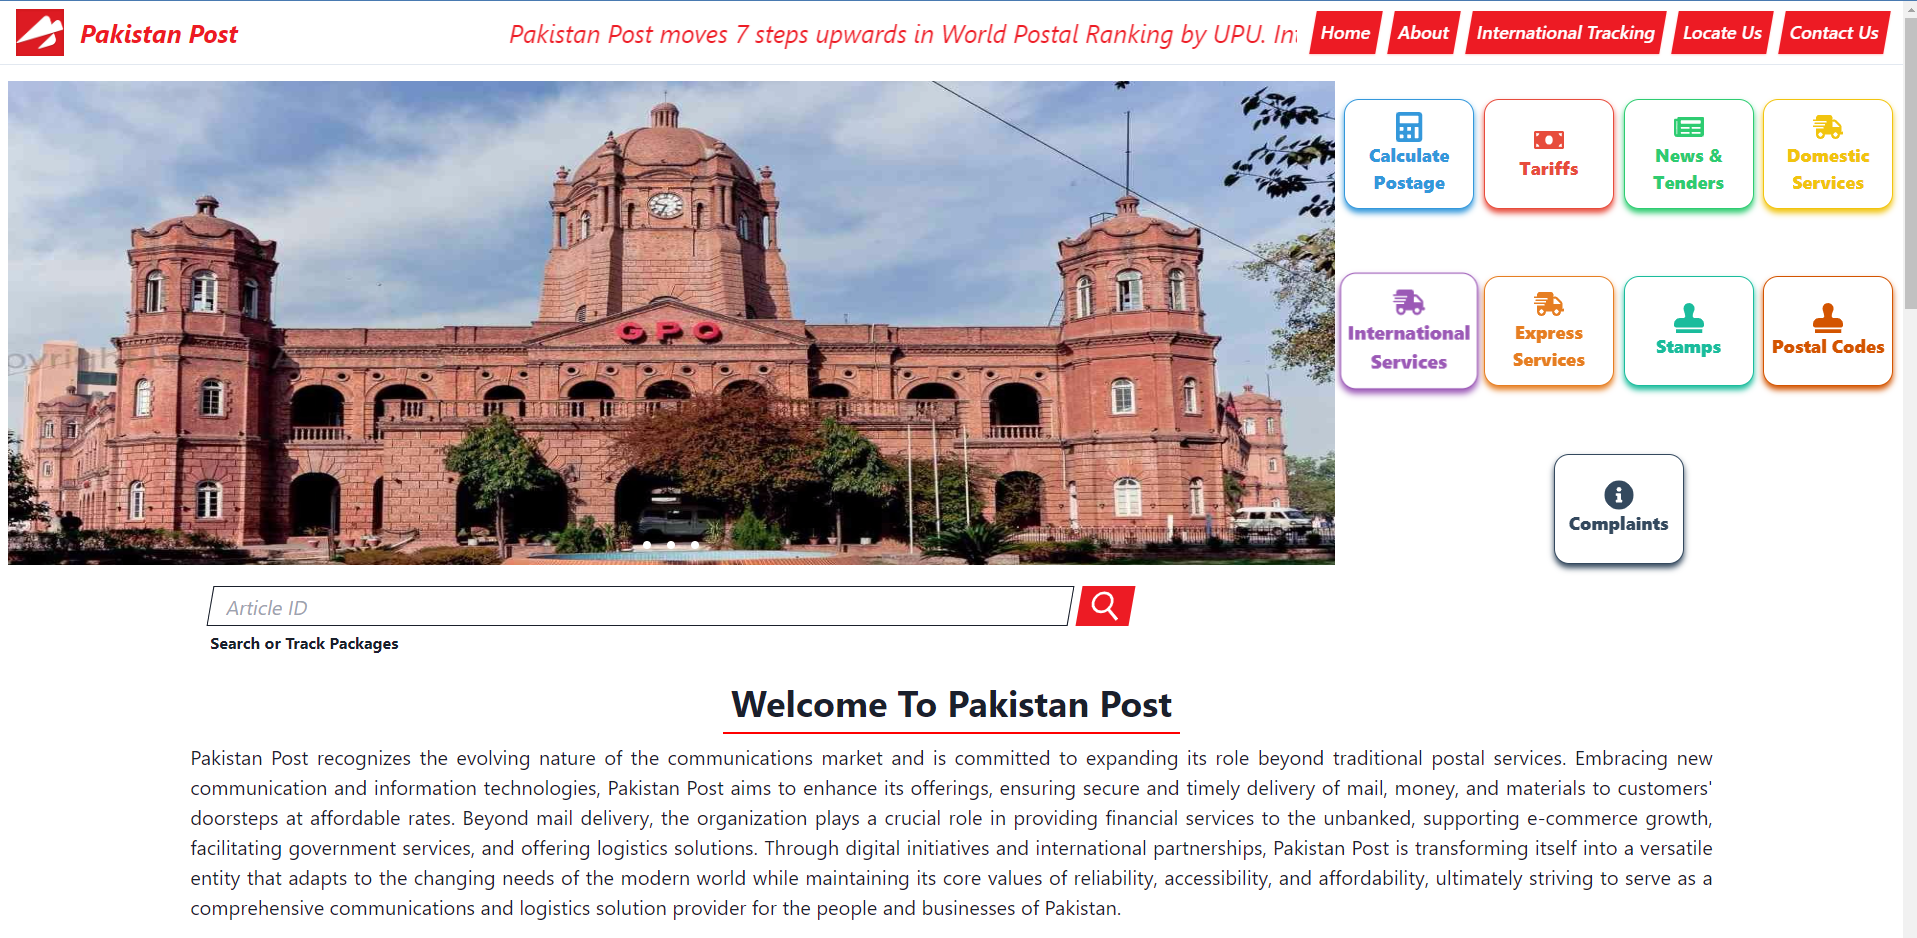 Pakistan Post
Pakistan Post moves 7 steps upwards in World Postal Ranking by UPU.
Home
About
International Tracking
Locate Us
Contact Us
GPO
Calculate
Postage
Tariffs
News &
Tenders
Domestic
Services
International
Services
Express
Services
Stamps
Postal Codes
Complaints
Article ID
Search or Track Packages
Welcome To Pakistan Post
Pakistan Post recognizes the evolving nature of the communications market and is committed to expanding its role beyond traditional postal services. Embracing new
communication and information technologies, Pakistan Post aims to enhance its offerings, ensuring secure and timely delivery of mail, money, and materials to customers'
doorsteps at affordable rates. Beyond mail delivery, the organization plays a crucial role in providing financial services to the unbanked, supporting e-commerce growth,
facilitating government services, and offering logistics solutions. Through digital initiatives and international partnerships, Pakistan Post is transforming itself into a versatile
entity that adapts to the changing needs of the modern world while maintaining its core values of reliability, accessibility, and affordability, ultimately striving to serve as a
comprehensive communications and logistics solution provider for the people and businesses of Pakistan.